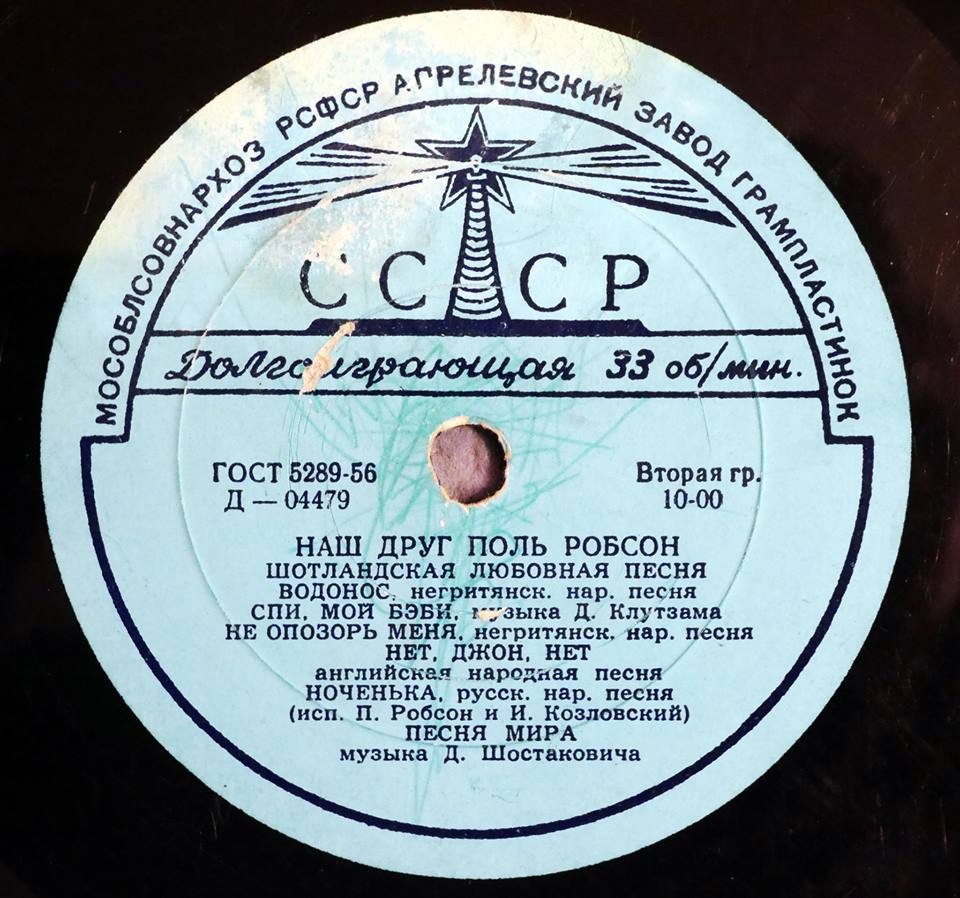 МОСОБЛСОВНАРХОЗ РСФСР АПРЕЛЕВСКИЙ ЗАВОД ГРАМПЛАСТИНОК
СССР
Долгоиграющая 33 об/мин.
ГОСТ 5289-56
Д — 04479
Вторая гр.
10-00
НАШ ДРУГ ПОЛЬ РОБСОН
ШОТЛАНДСКАЯ ЛЮБОВНАЯ ПЕСНЯ
ВОДОНОС, негритянск. нар. песня
СПИ, МОЙ БЭБИ, музыка Д. Клутзама
НЕ ОПОЗОРЬ МЕНЯ, негритянск. нар. песня
НЕТ, ДЖОН, НЕТ
английская народная песня
НОЧЕНЬКА, русск. нар. песня
(исп. П. Робсон и И. Козловский)
ПЕСНЯ МИРА
музыка Д. Шостаковича